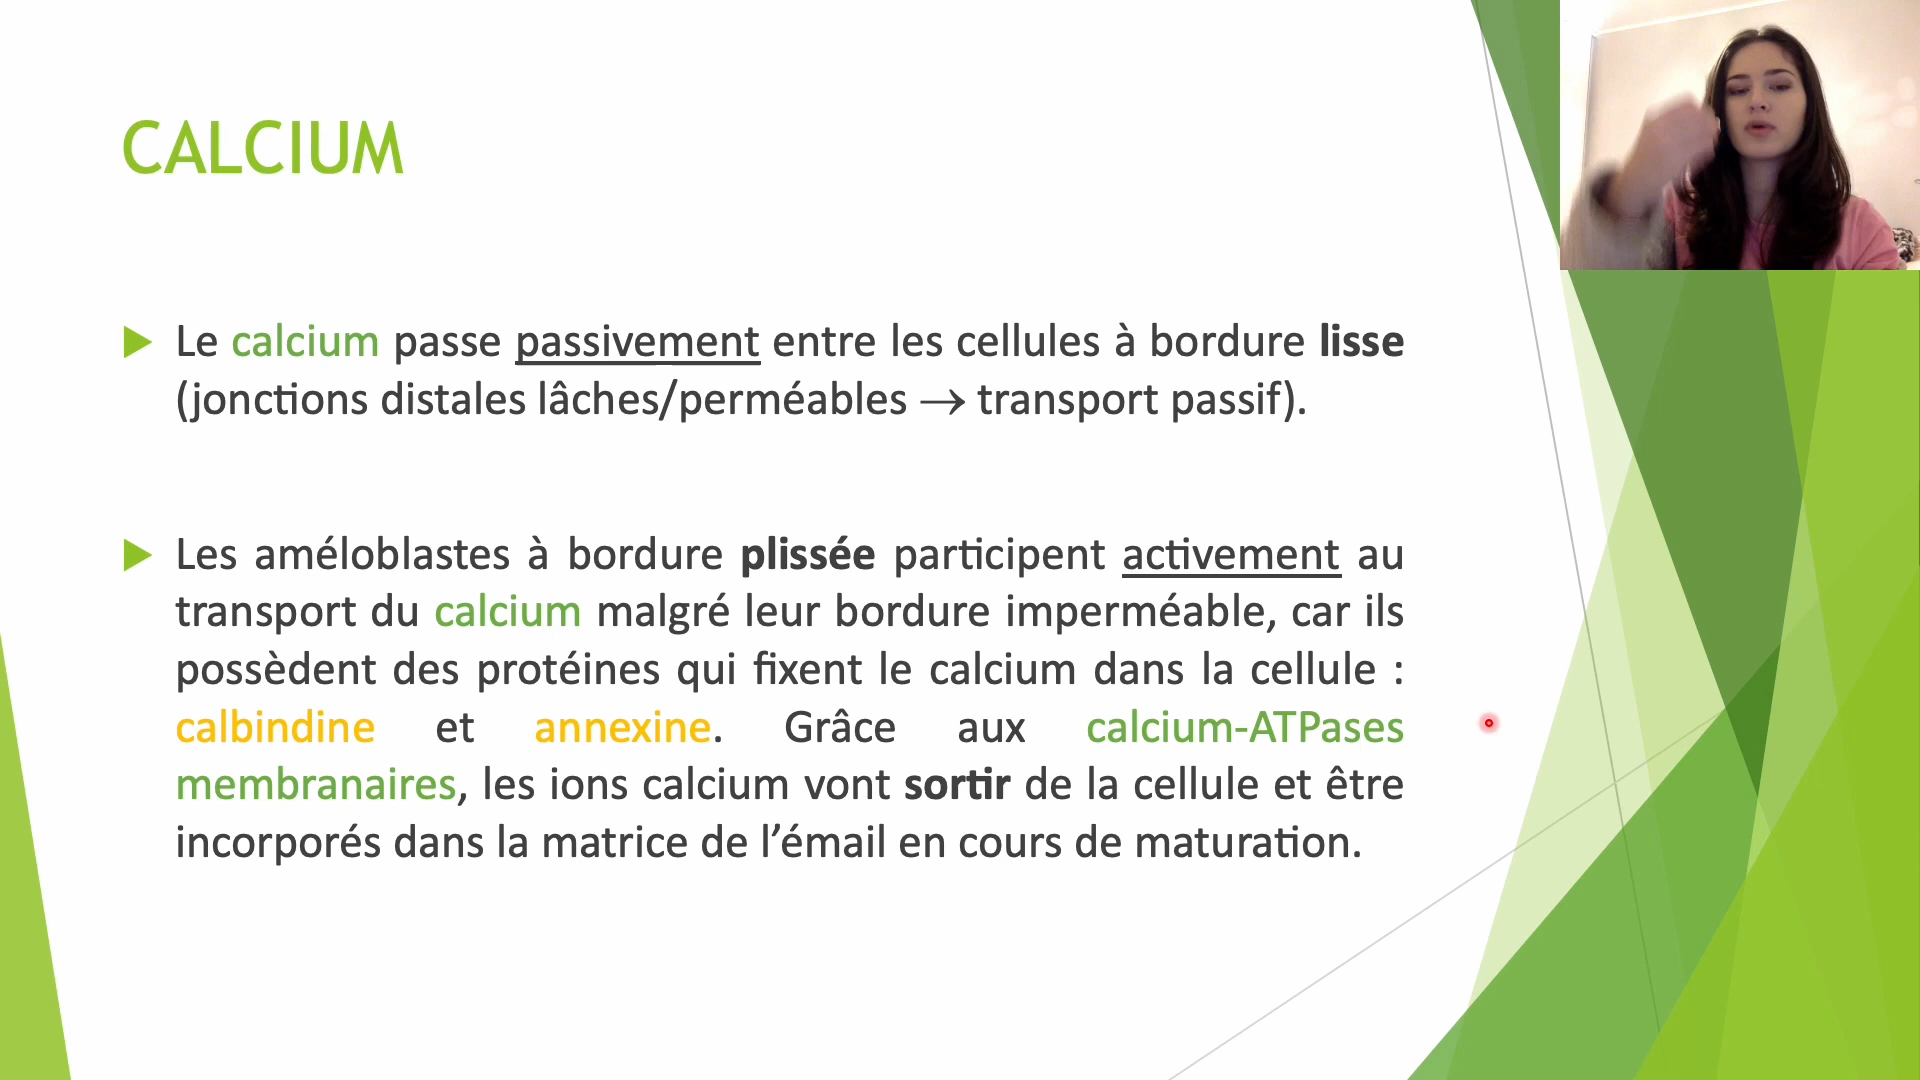 CALCIUM
Le calcium passe passivement entre les cellules à bordure lisse
(jonctions distales lâches/perméables → transport passif).
Les améloblastes à bordure plissée participent activement au
transport du calcium malgré leur bordure imperméable, car ils
possèdent des protéines qui fixent le calcium dans la cellule :
calbindine et annexine. Grâce aux calcium-ATPases
membranaires, les ions calcium vont sortir de la cellule et être
incorporés dans la matrice de l’émail en cours de maturation.